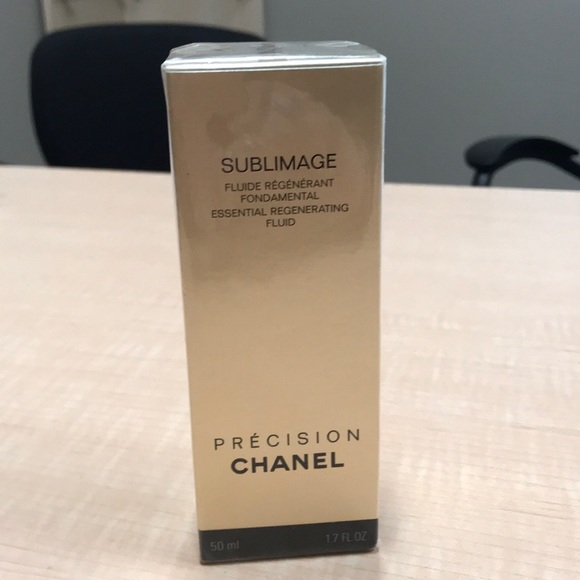 SUBLIMAGE
FLUIDE RÉGÉNÉRANT
FONDAMENTAL
ESSENTIAL REGENERATING
FLUID
PRÉCISION
CHANEL
50 ml 1.7 FL.OZ